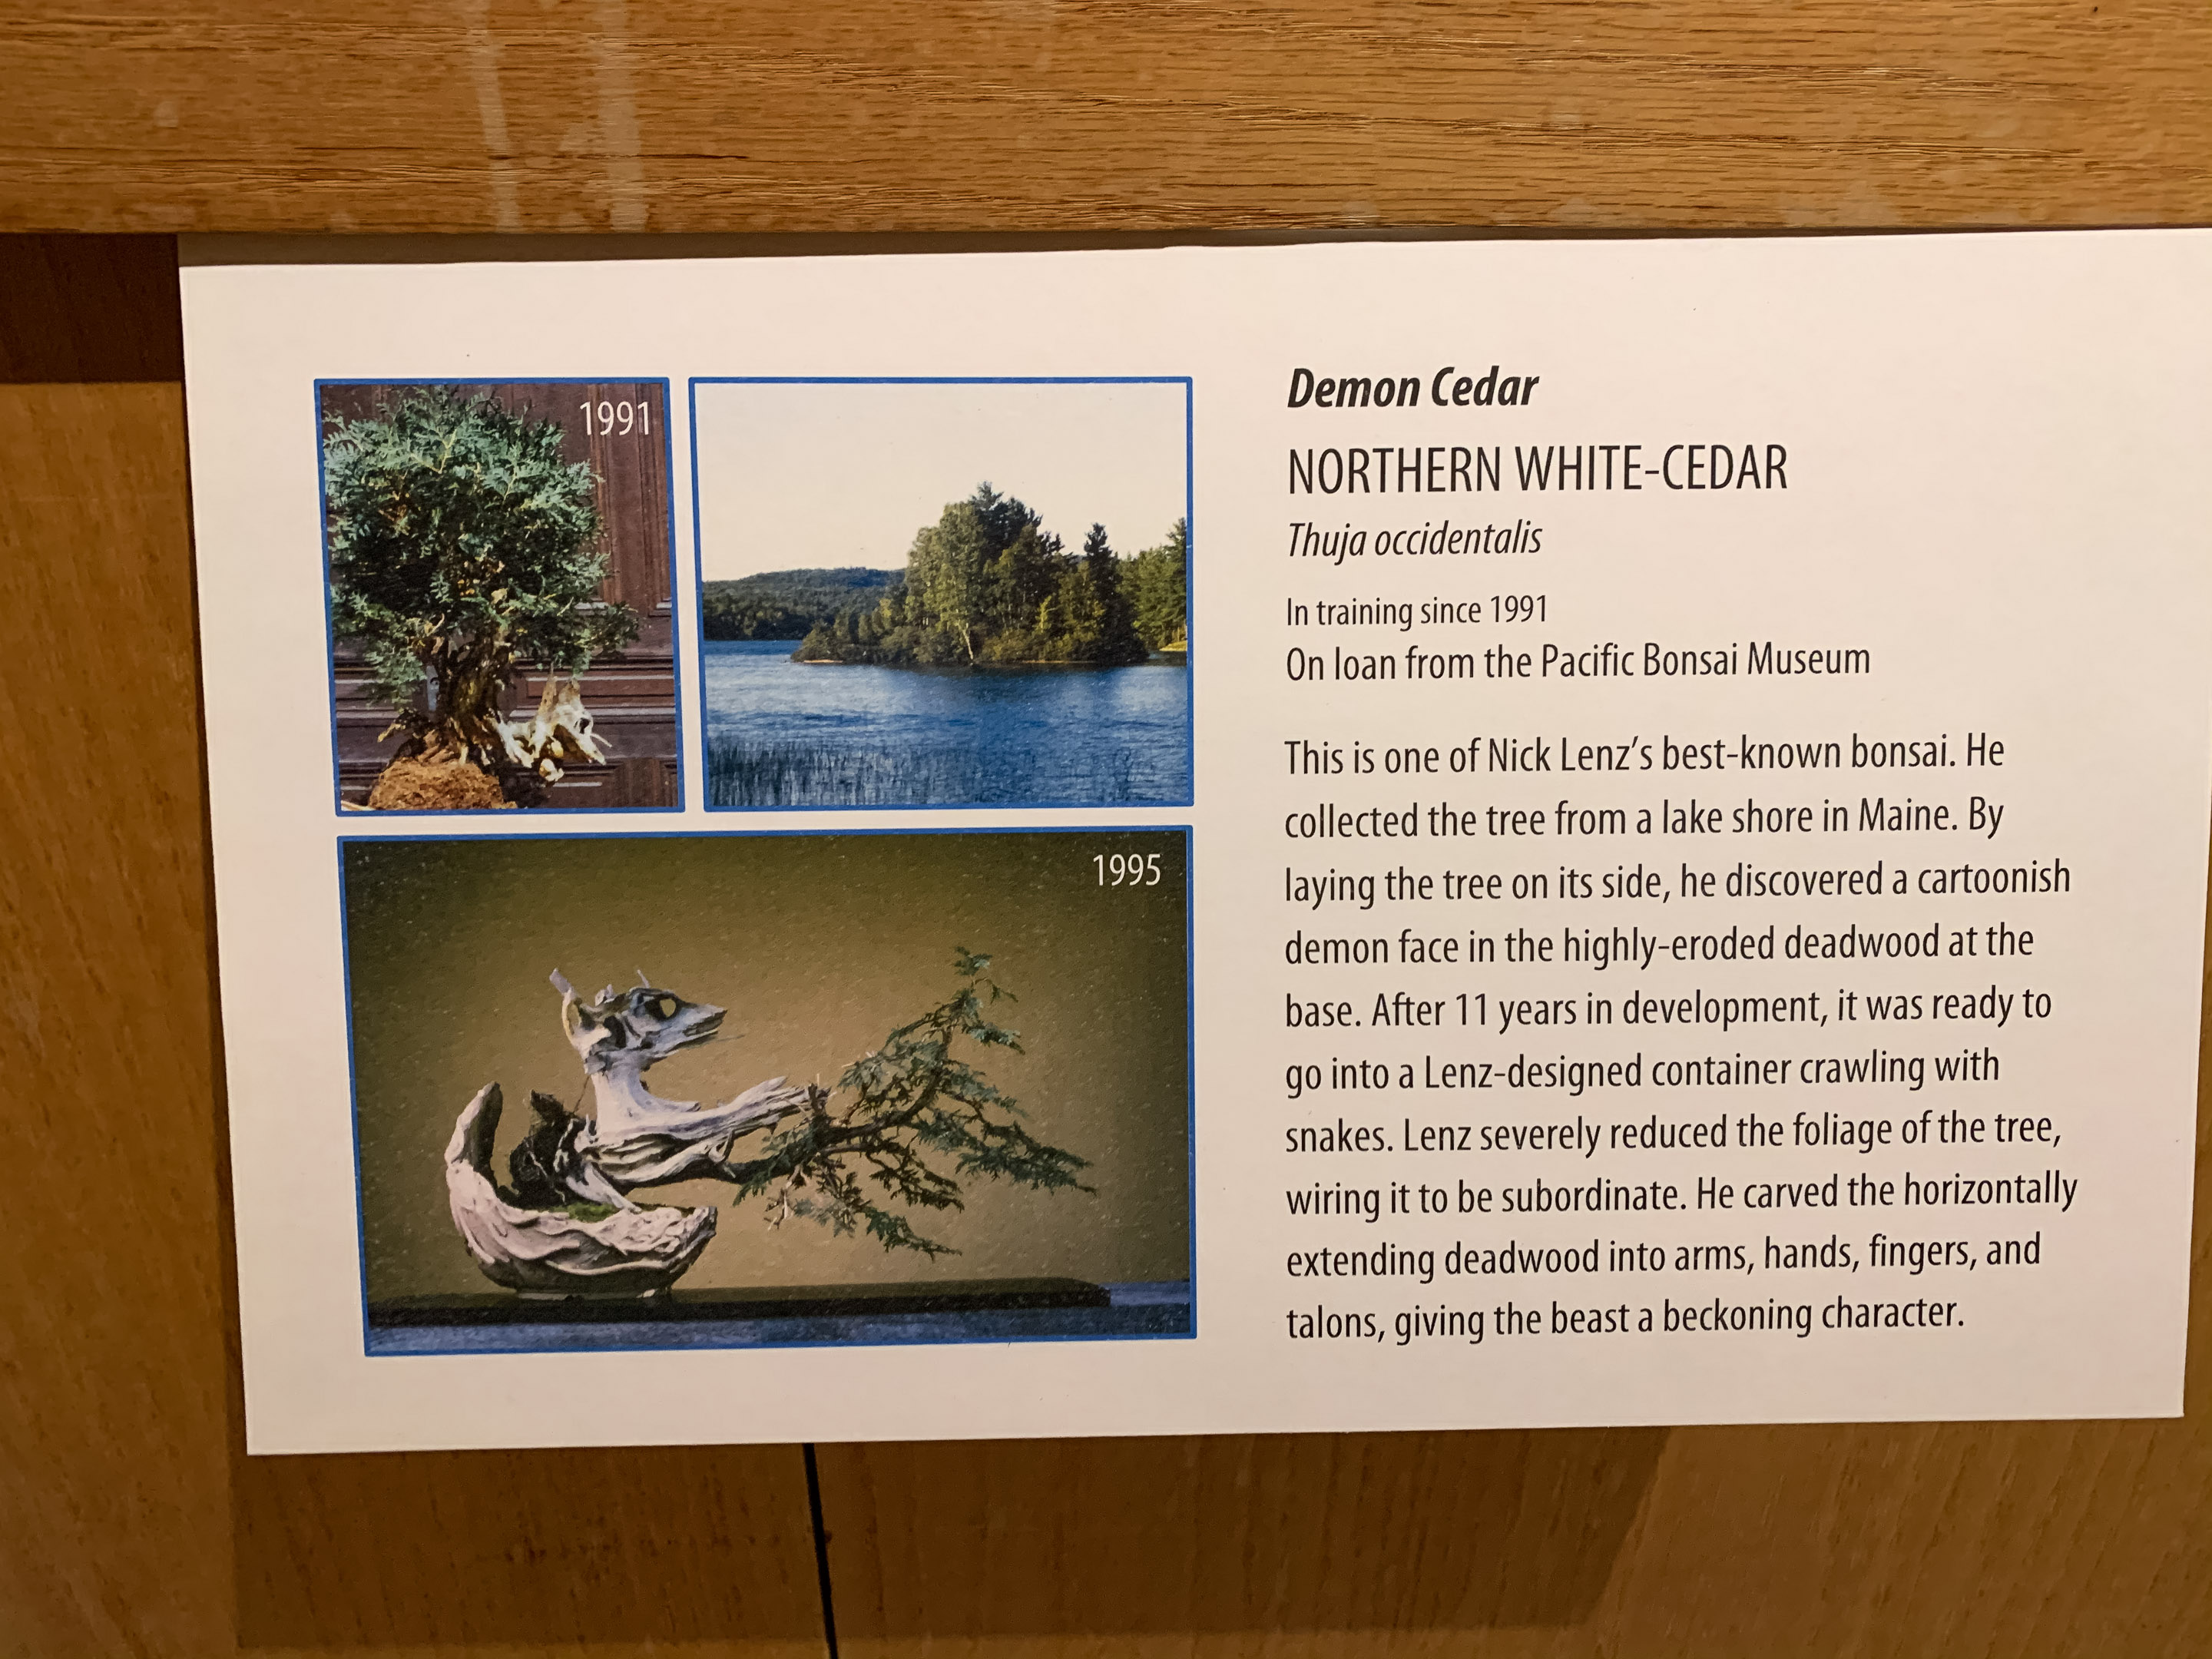 1991
1995
Demon Cedar
NORTHERN WHITE-CEDAR
Thuja occidentalis
In training since 1991
On loan from the Pacific Bonsai Museum
This is one of Nick Lenz’s best-known bonsai. He
collected the tree from a lake shore in Maine. By
laying the tree on its side, he discovered a cartoonish
demon face in the highly-eroded deadwood at the
base. After 11 years in development, it was ready to
go into a Lenz-designed container crawling with
snakes. Lenz severely reduced the foliage of the tree,
wiring it to be subordinate. He carved the horizontally
extending deadwood into arms, hands, fingers, and
talons, giving the beast a beckoning character.